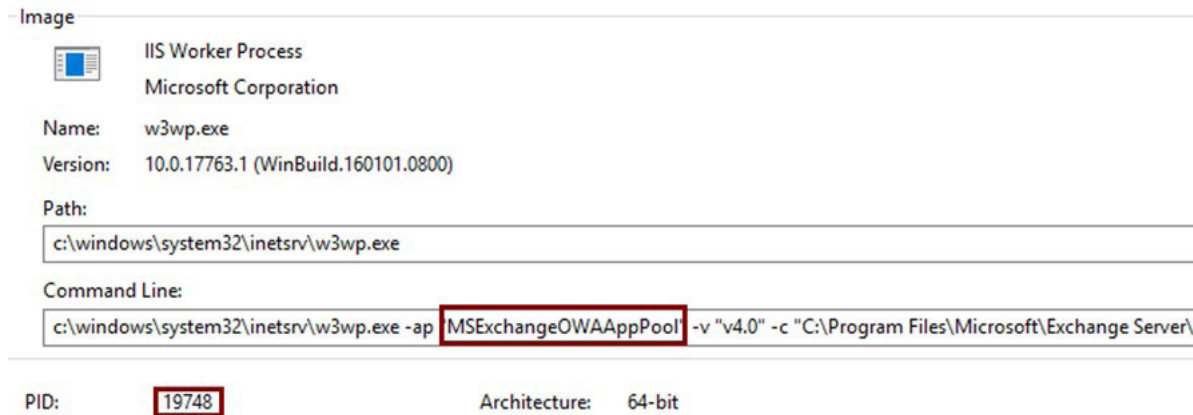 Image
IIS Worker Process
Microsoft Corporation
Name: w3wp.exe
Version: 10.0.17763.1 (WinBuild.160101.0800)
Path:
c:\windows\system32\inetsrv\w3wp.exe
Command Line:
c:\windows\system32\inetsrv\w3wp.exe -ap "MSExchangeOWAAppPool" -v "v4.0" -c "C:\Program Files\Microsoft\Exchange Server\
PID: 19748 Architecture: 64-bit